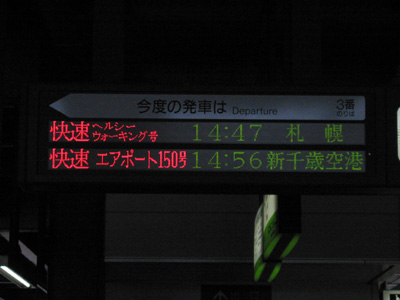 今度の発車は Departure 3番のりば
快速 ヘルシーウォーキング号 14:47 札幌
快速 エアポート150号 14:56 新千歳空港